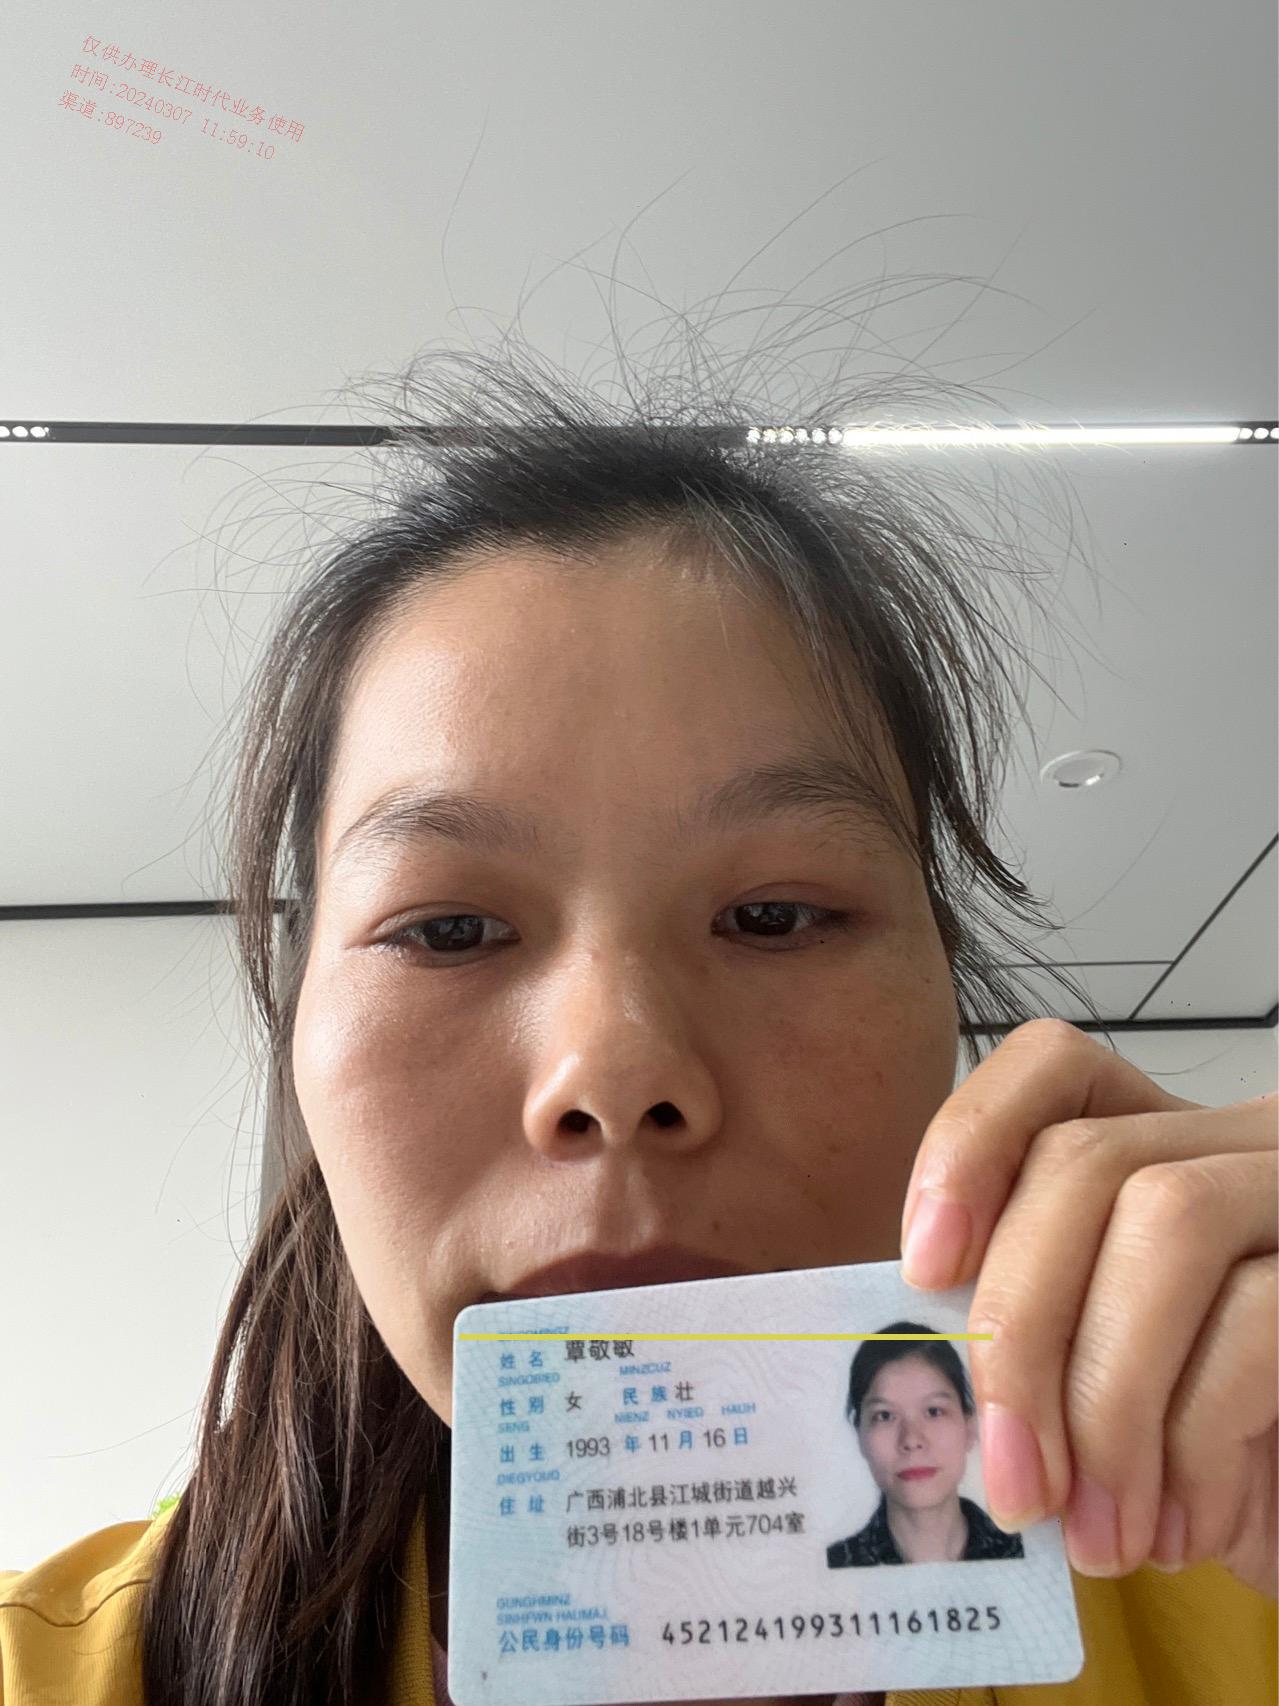 仅供办理长江时代业务使用
时间:20240307 11:59:10
渠道:897239
姓 名 覃敬敏
SINGQBIED MINZCUZ
性 别 女 民 族 壮
SENG NIENZ NYIED HAUH
出 生 1993 年 11 月 16 日
DIEGYOUQ
住 址 广西浦北县江城街道越兴
街3号18号楼1单元704室
GUNGHMINZ
SINHFWN HAUMAJ
公民身份号码 452124199311161825